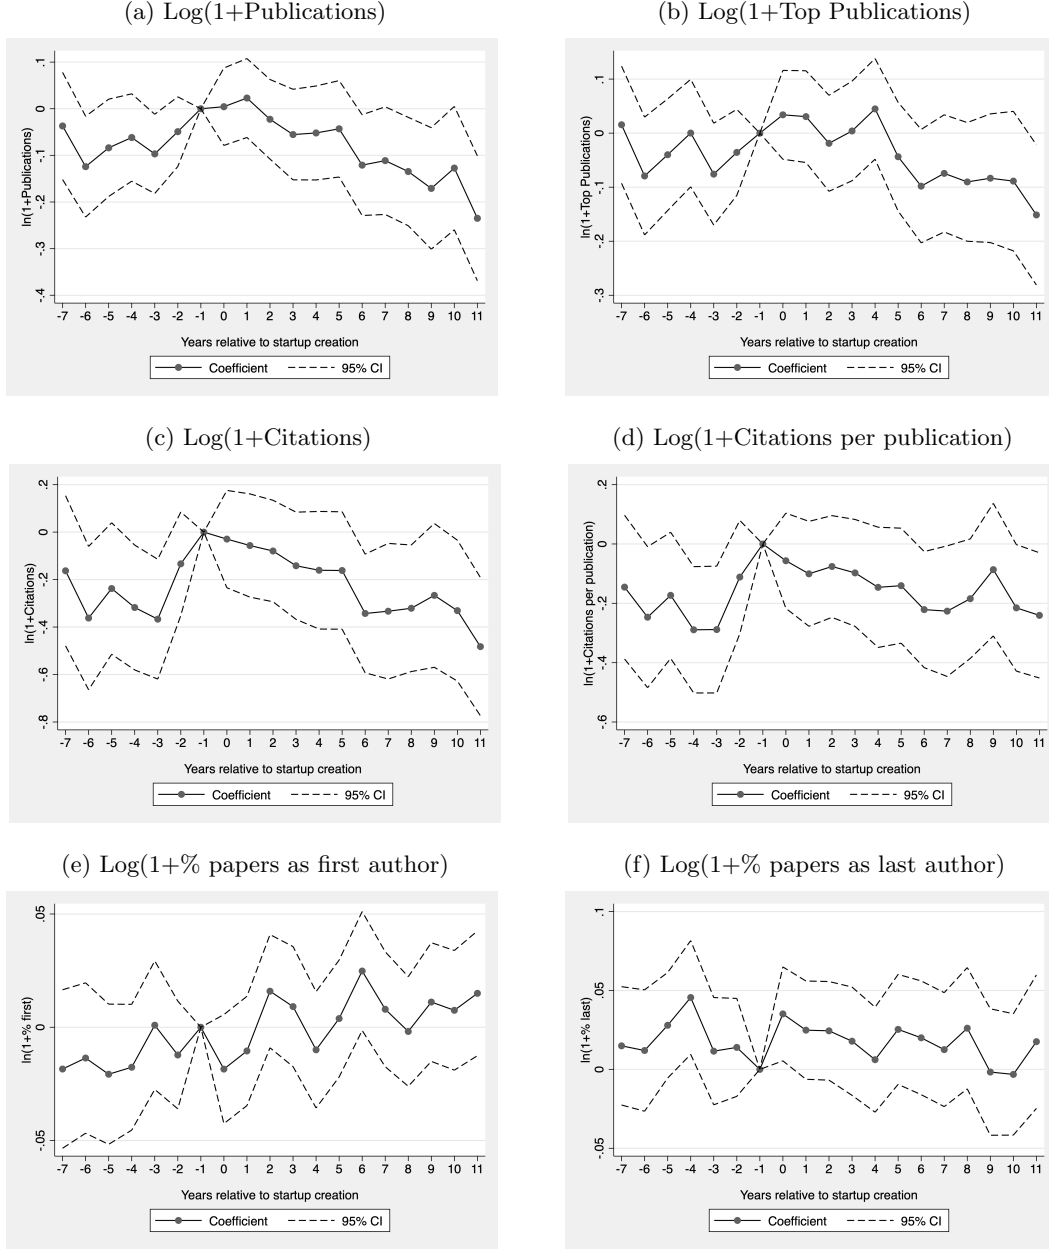 (a) Log(1+Publications)
ln(1+Publications)
.1
0
-.1
-.2
-.3
-.4
-7 -6 -5 -4 -3 -2 -1 0 1 2 3 4 5 6 7 8 9 10 11
Years relative to startup creation
Coefficient 95% CI
(b) Log(1+Top Publications)
ln(1+Top Publications)
.1
0
-.1
-.2
-.3
-7 -6 -5 -4 -3 -2 -1 0 1 2 3 4 5 6 7 8 9 10 11
Years relative to startup creation
Coefficient 95% CI
(c) Log(1+Citations)
ln(1+Citations)
.2
0
-.2
-.4
-.6
-.8
-7 -6 -5 -4 -3 -2 -1 0 1 2 3 4 5 6 7 8 9 10 11
Years relative to startup creation
Coefficient 95% CI
(d) Log(1+Citations per publication)
ln(1+Citations per publication)
.2
0
-.2
-.4
-.6
-7 -6 -5 -4 -3 -2 -1 0 1 2 3 4 5 6 7 8 9 10 11
Years relative to startup creation
Coefficient 95% CI
(e) Log(1+% papers as first author)
ln(1+% first)
.05
0
-.05
-7 -6 -5 -4 -3 -2 -1 0 1 2 3 4 5 6 7 8 9 10 11
Years relative to startup creation
Coefficient 95% CI
(f) Log(1+% papers as last author)
ln(1+% last)
.1
.05
0
-.05
-7 -6 -5 -4 -3 -2 -1 0 1 2 3 4 5 6 7 8 9 10 11
Years relative to startup creation
Coefficient 95% CI